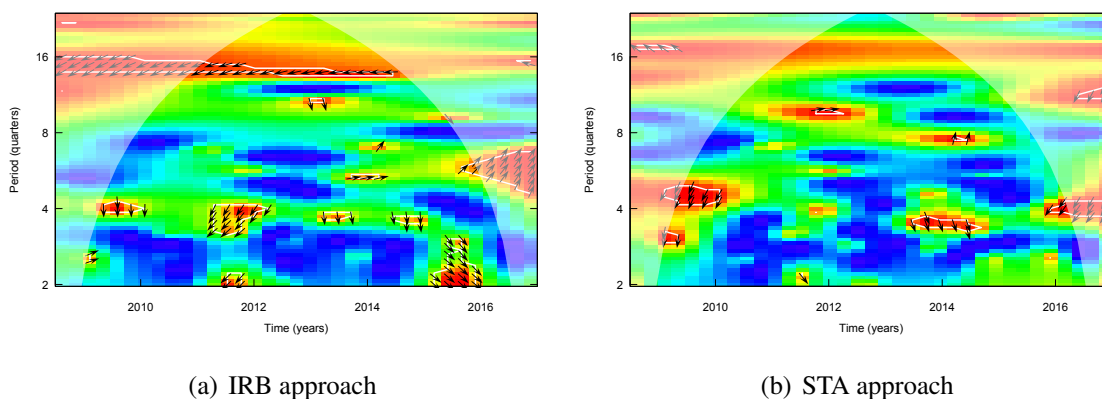 16
8
4
2
Period (quarters)
2010 2012 2014 2016
Time (years)
(a) IRB approach
16
8
4
2
Period (quarters)
2010 2012 2014 2016
Time (years)
(b) STA approach